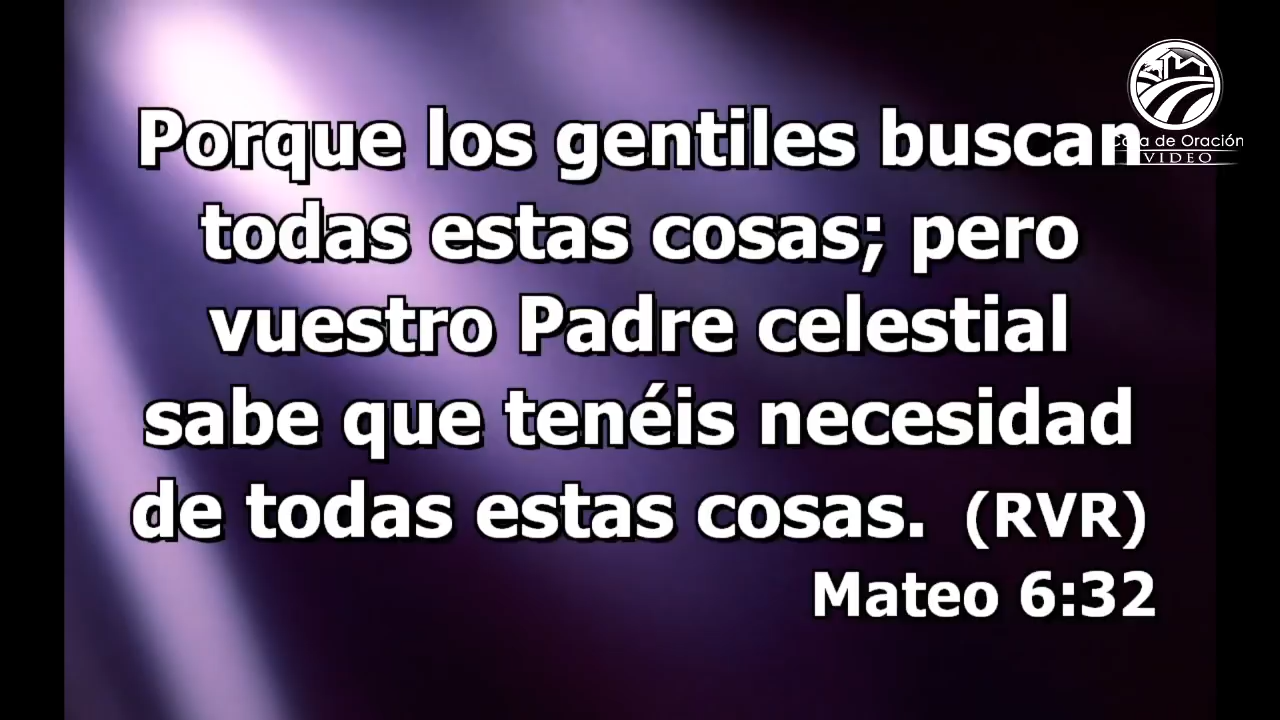 Porque los gentiles buscan
todas estas cosas; pero
vuestro Padre celestial
sabe que tenéis necesidad
de todas estas cosas. (RVR)
Mateo 6:32
Casa de Oración
VIDEO